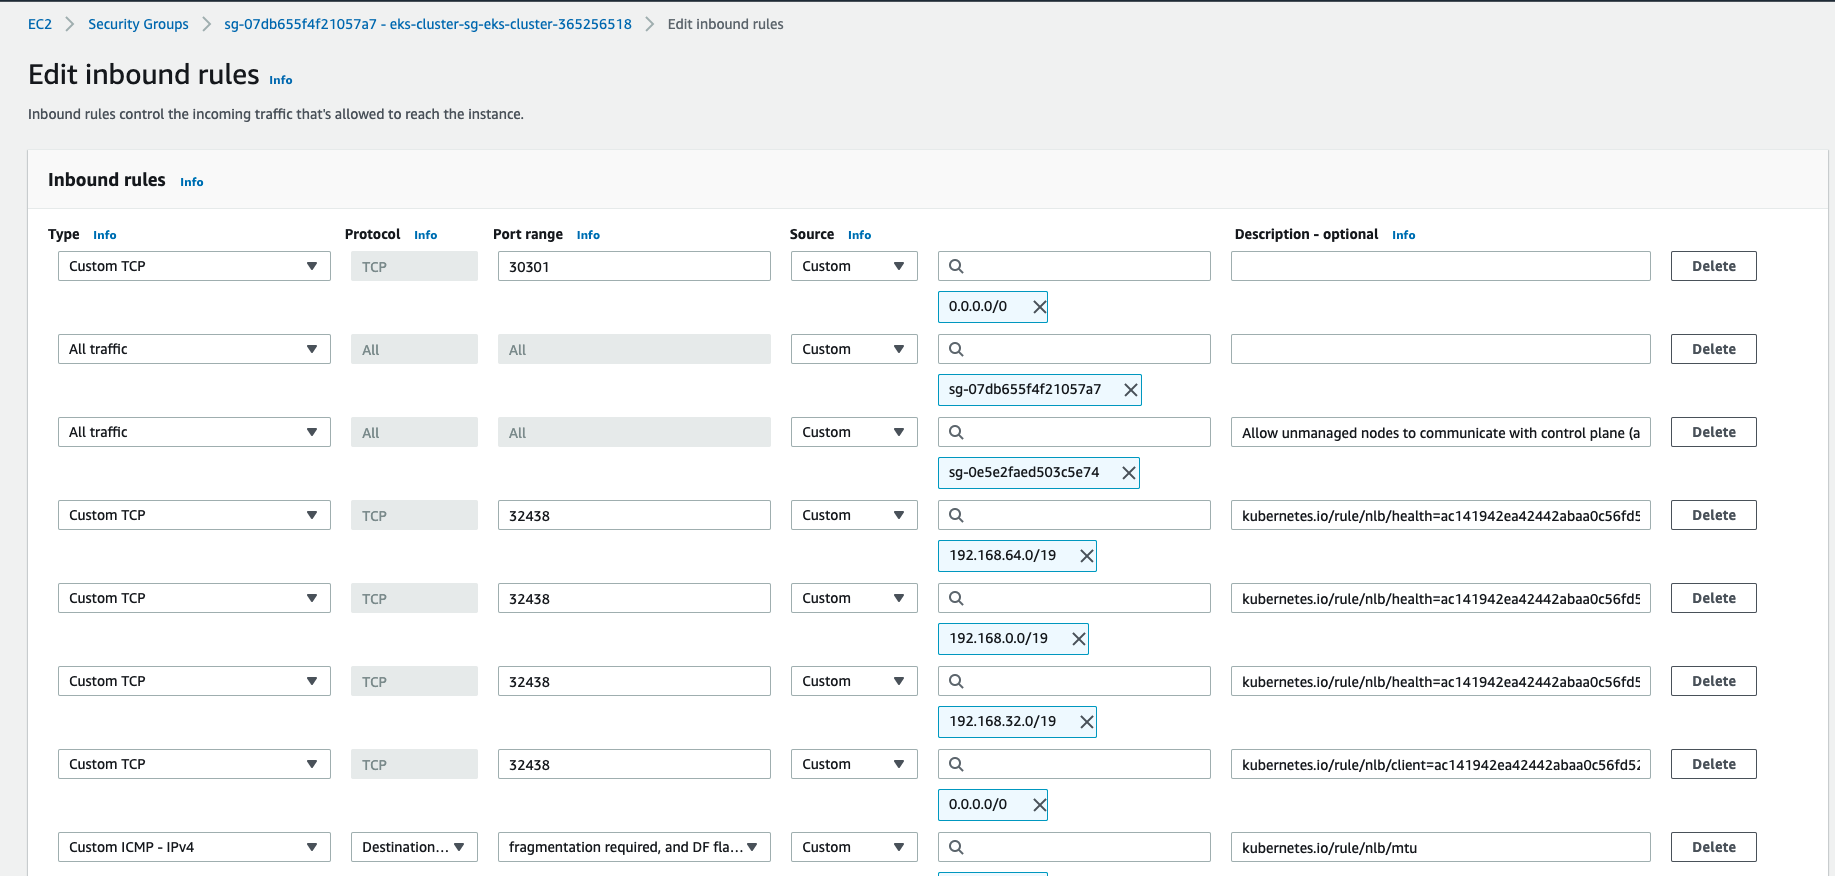 EC2 > Security Groups > sg-07db655f4f21057a7 - eks-cluster-sg-eks-cluster-365256518 > Edit inbound rules
Edit inbound rules Info
Inbound rules control the incoming traffic that's allowed to reach the instance.
Inbound rules Info
Type Info Protocol Info Port range Info Source Info Description - optional Info
Custom TCP TCP 30301 Custom Delete
0.0.0.0/0
All traffic All All Custom Delete
sg-07db655f4f21057a7
All traffic All All Custom Allow unmanaged nodes to communicate with control plane (a Delete
sg-0e5e2faed503c5e74
Custom TCP TCP 32438 Custom kubernetes.io/rule/nlb/health=ac141942ea42442abaa0c56fd5 Delete
192.168.64.0/19
Custom TCP TCP 32438 Custom kubernetes.io/rule/nlb/health=ac141942ea42442abaa0c56fd5 Delete
192.168.0.0/19
Custom TCP TCP 32438 Custom kubernetes.io/rule/nlb/health=ac141942ea42442abaa0c56fd5 Delete
192.168.32.0/19
Custom TCP TCP 32438 Custom kubernetes.io/rule/nlb/client=ac141942ea42442abaa0c56fd52 Delete
0.0.0.0/0
Custom ICMP - IPv4 Destination... fragmentation required, and DF fla... Custom kubernetes.io/rule/nlb/mtu Delete